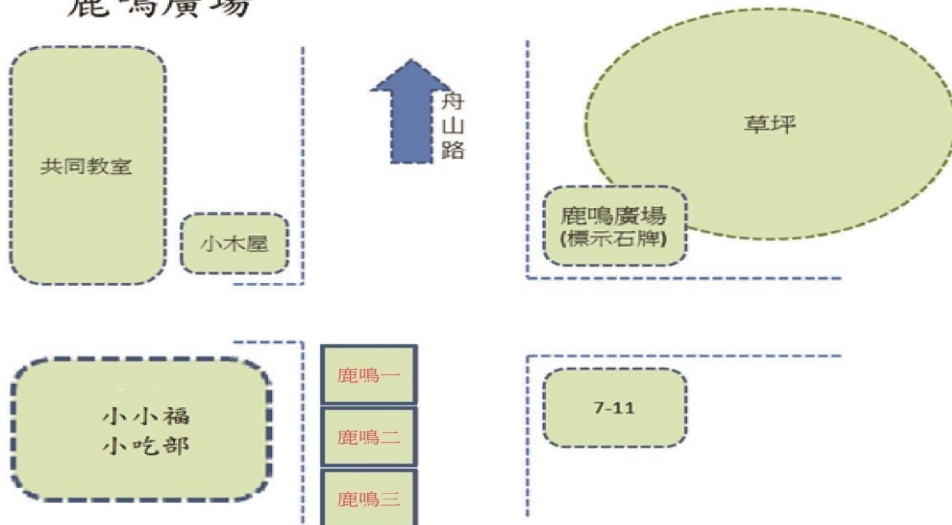 鹿鳴廣場
共同教室
小木屋
舟山路
草坪
鹿鳴廣場
(標示石牌)
小小福
小吃部
鹿鳴一
鹿鳴二
鹿鳴三
7-11